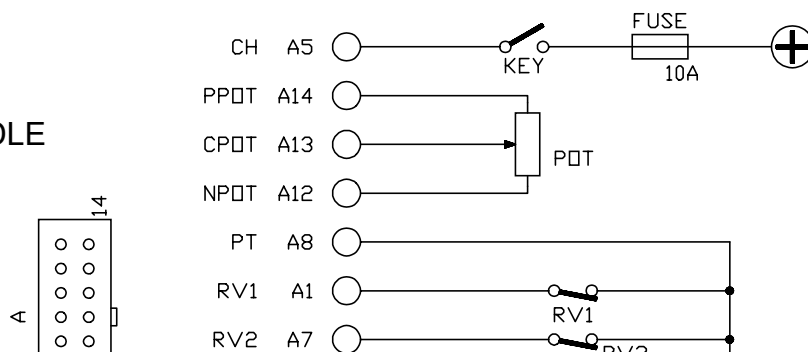 FUSE
CH A5
KEY
10A
PPOT A14
OLE
CPOT A13
POT
NPOT A12
14
PT A8
A
RV1 A1
RV1
RV2 A7